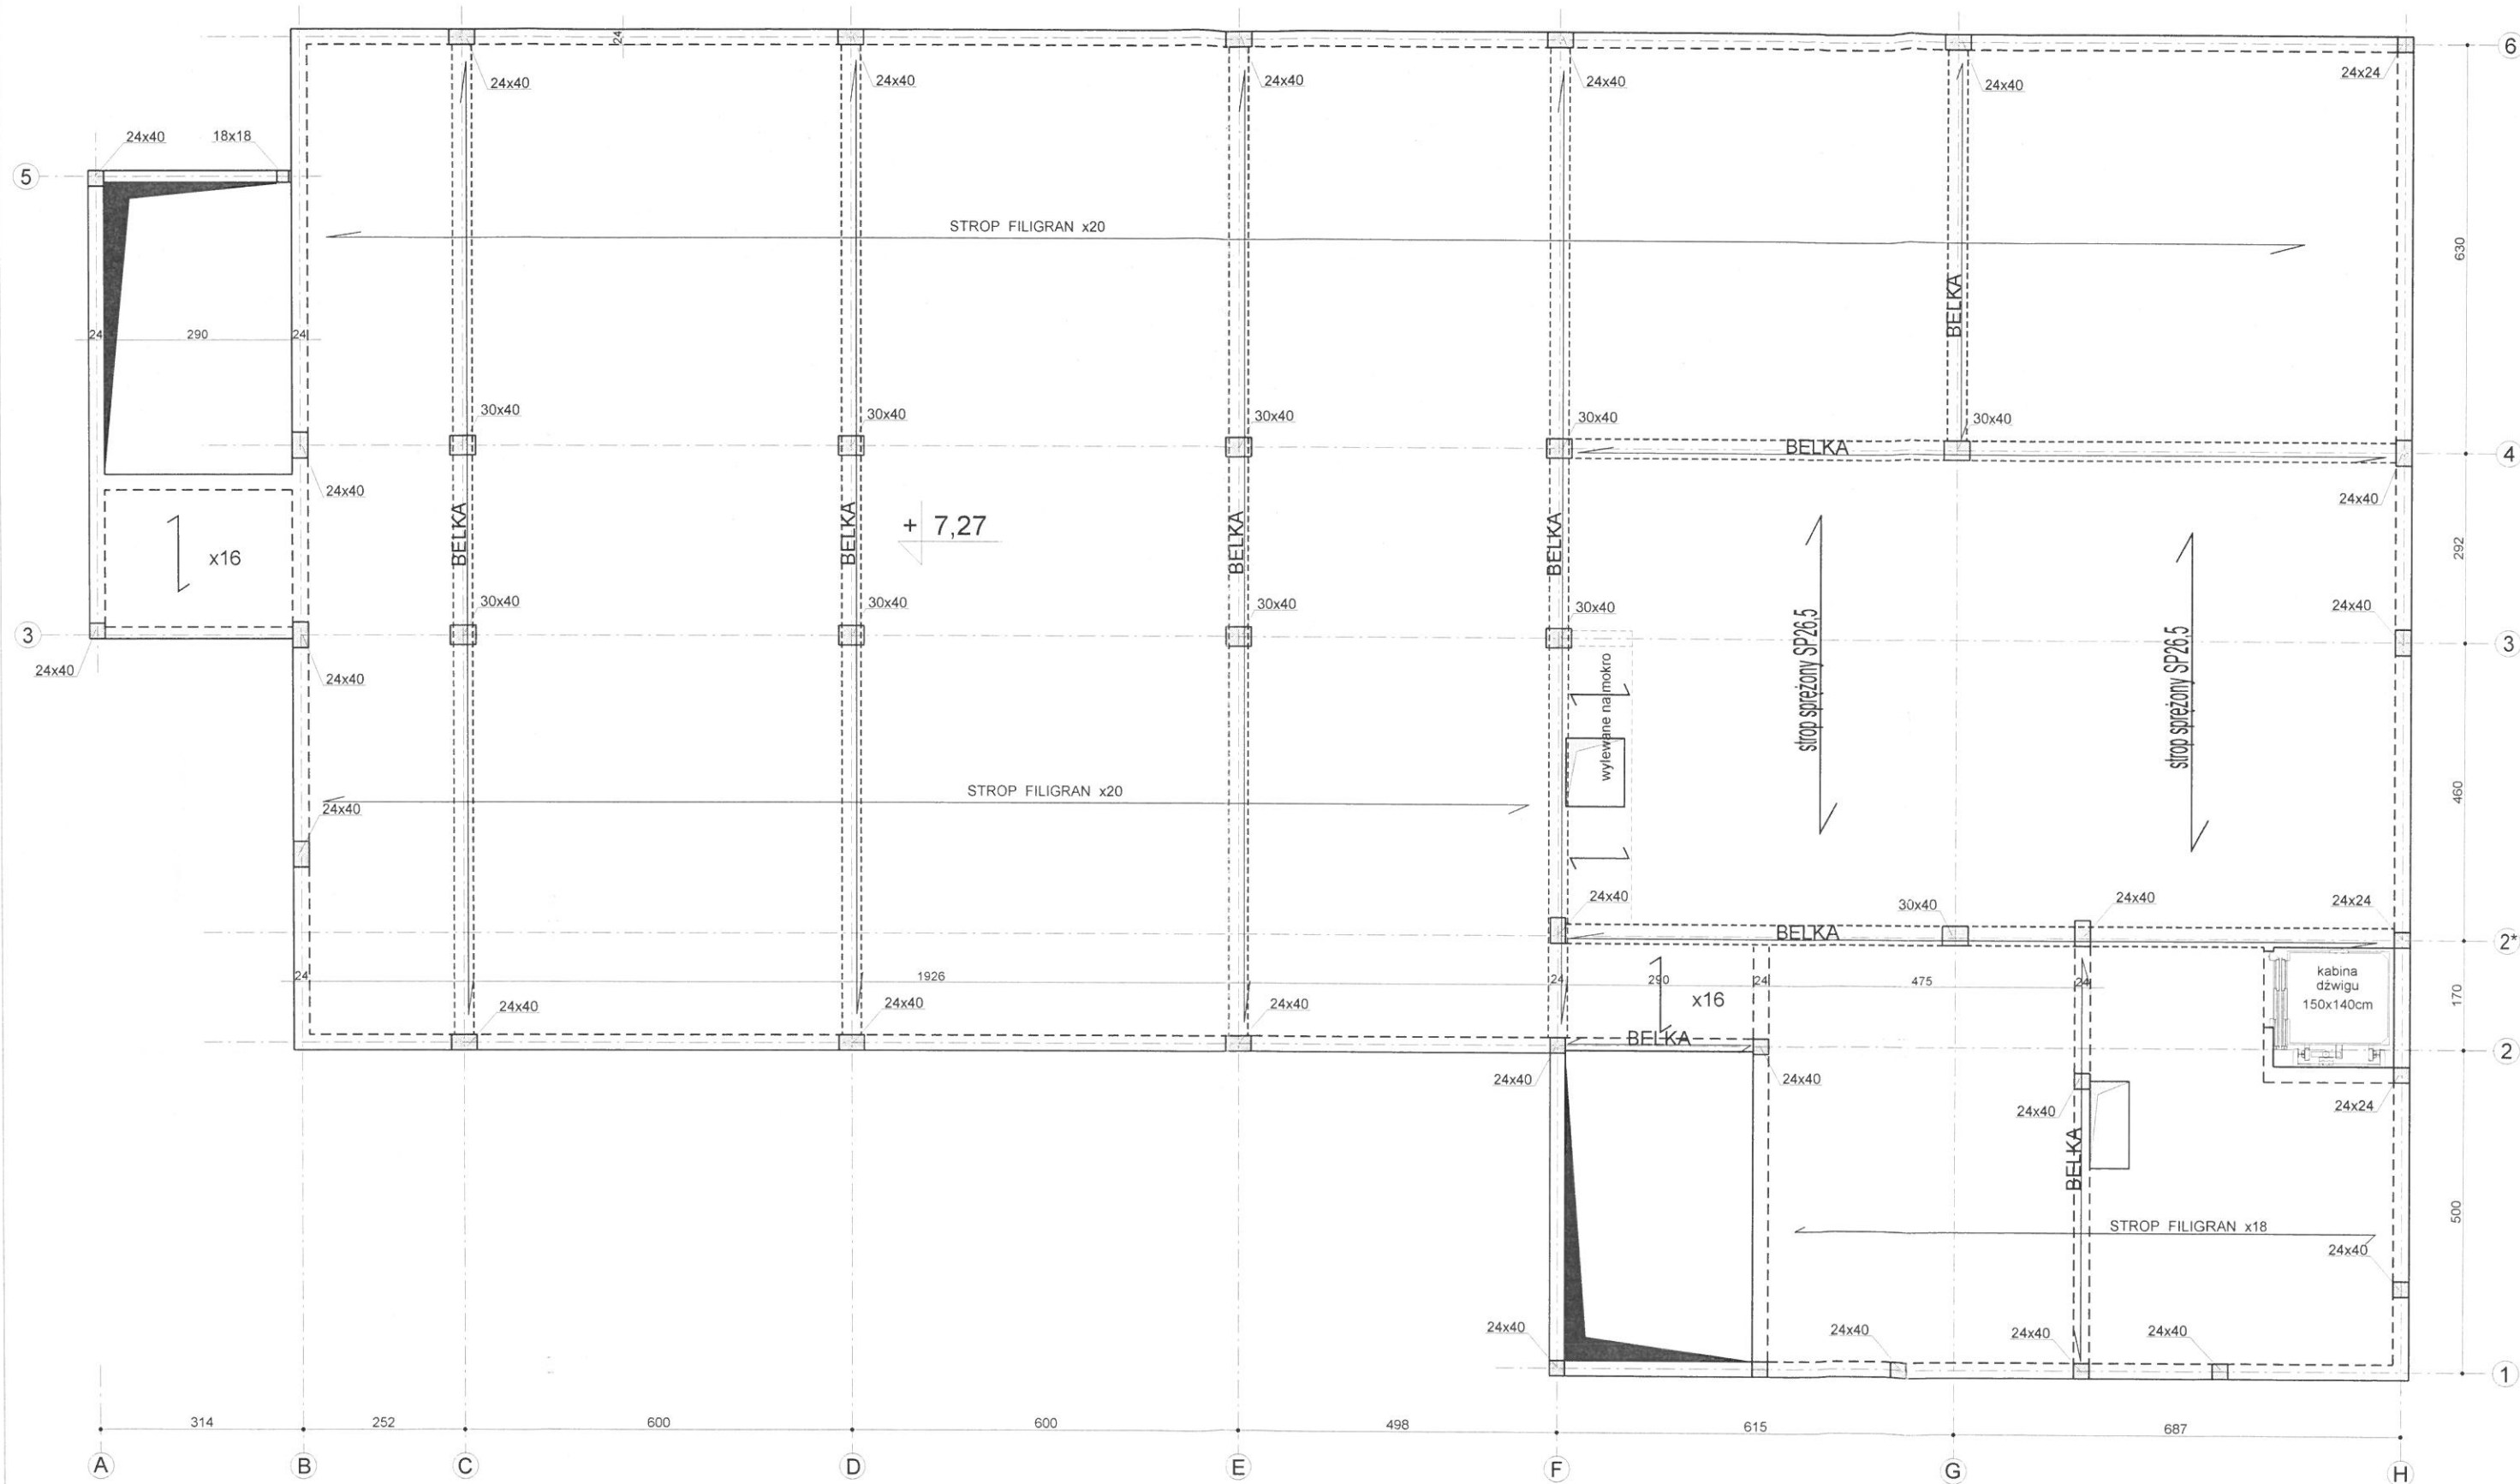 24
6
24x40
24x40
24x40
24x40
24x40
24x24
24x40
18x18
5
STROP FILIGRAN x20
630
24
290
24
BELKA
30x40
30x40
30x40
30x40
30x40
BELKA
4
24x40
24x40
BELKA
BELKA
BELKA
BELKA
+ 7,27
292
x16
30x40
30x40
30x40
30x40
24x40
3
3
24x40
24x40
wylewane na mokro
strop sprężony SP26,5
strop sprężony SP26,5
STROP FILIGRAN x20
24x40
460
24x40
30x40
24x40
24x24
BELKA
2*
24
1926
24
290
24
475
24
kabina
dźwigu
150x140cm
170
x16
24x40
24x40
24x40
BELKA
2
24x40
24x40
24x40
24x24
BELKA
500
STROP FILIGRAN x18
24x40
24x40
24x40
24x40
24x40
1
314
252
600
600
498
615
687
A
B
C
D
E
F
G
H